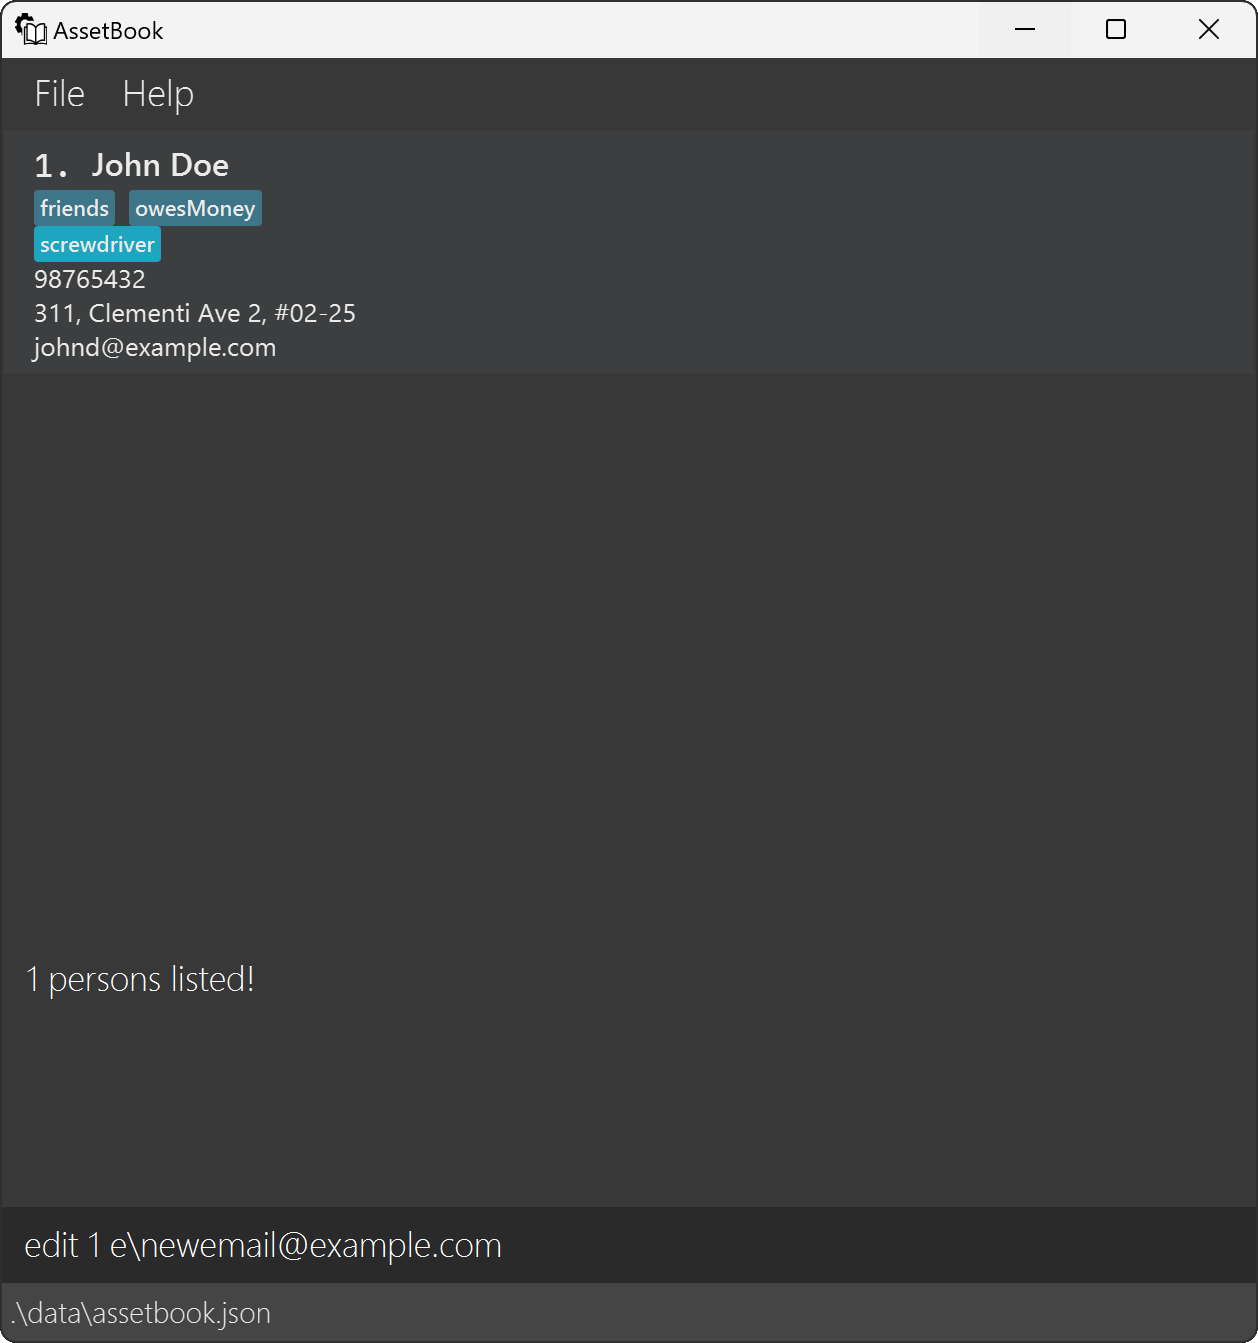 AssetBook
File Help
1. John Doe
friends owesMoney
screwdriver
98765432
311, Clementi Ave 2, #02-25
johnd@example.com
1 persons listed!
edit 1 e\newemail@example.com
.\data\assetbook.json